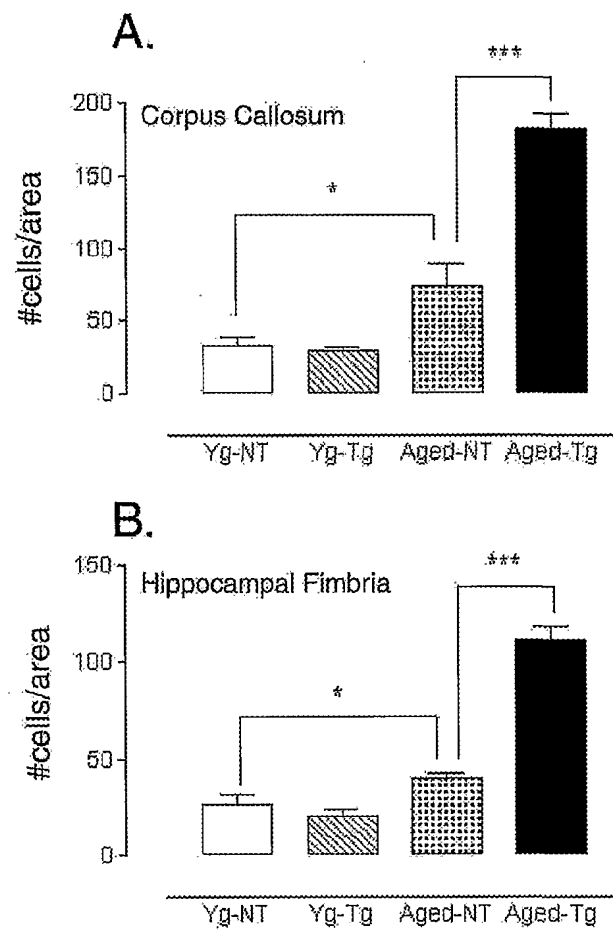 A.
***
200
Corpus Callosum
150
*
#cells/area
100
50
0
Yg-NT Yg-Tg Aged-NT Aged-Tg
B.
150
***
Hippocampal Fimbria
#cells/area
100
*
50
0
Yg-NT Yg-Tg Aged-NT Aged-Tg